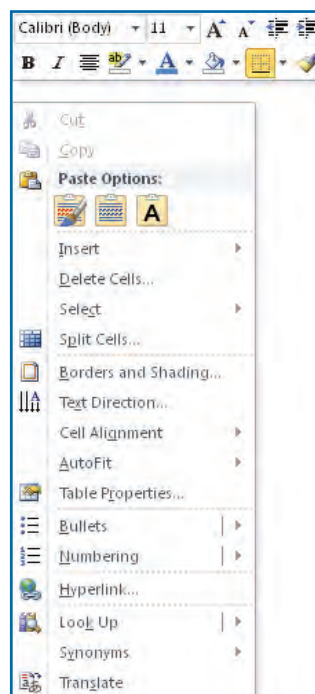 Calibri (Body) 11 A A
B I ab A
Cut
Copy
Paste Options:
A
Insert
Delete Cells...
Select
Split Cells...
Borders and Shading...
Text Direction...
Cell Alignment
AutoFit
Table Properties...
Bullets
Numbering
Hyperlink...
Look Up
Synonyms
Translate